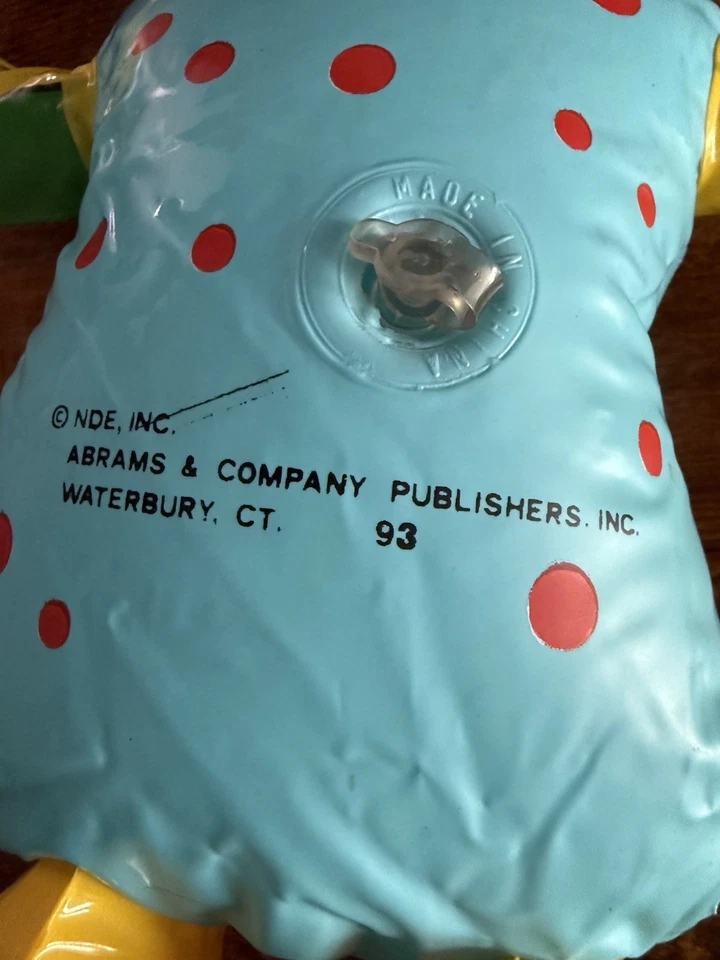 MADE IN CHINA
© NDE, INC.
ABRAMS & COMPANY PUBLISHERS. INC.
WATERBURY, CT. 93